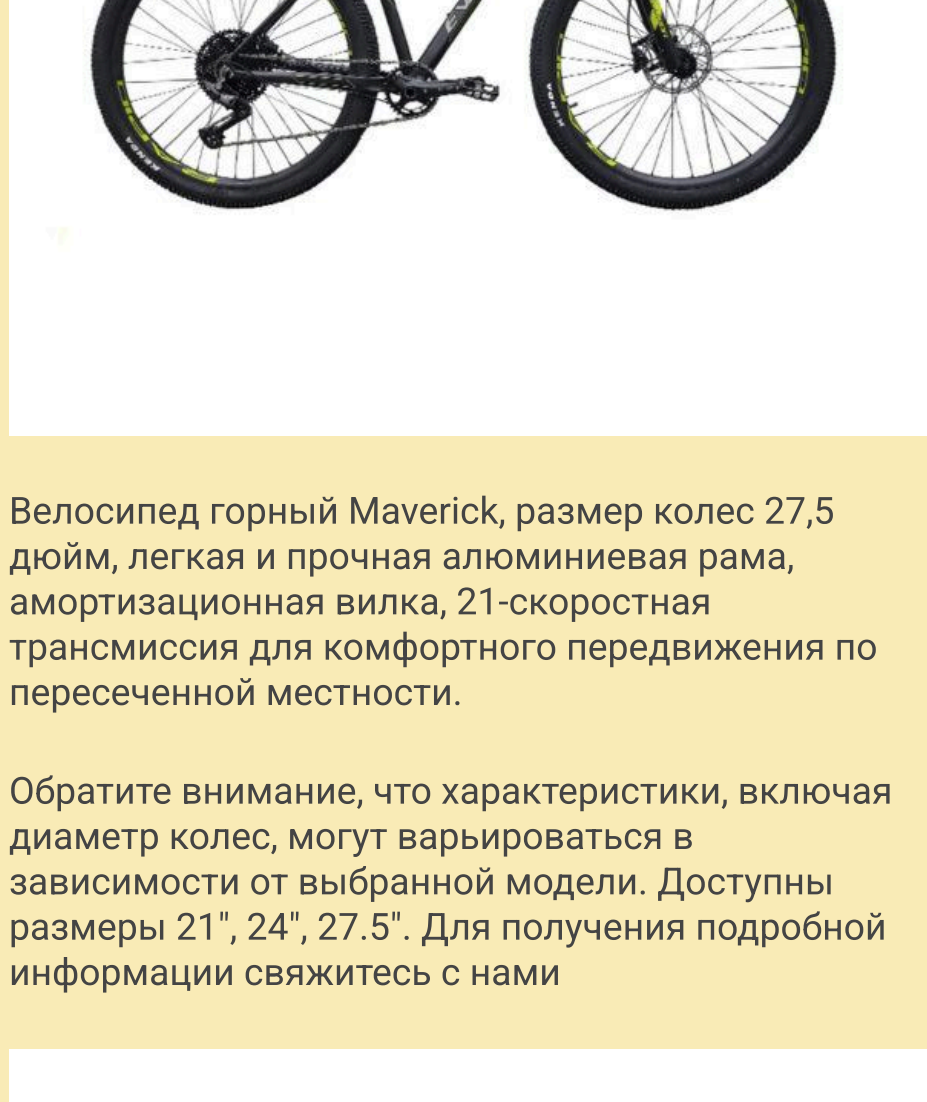 KENDA
KENDA
Велосипед горный Maverick, размер колес 27,5
дюйм, легкая и прочная алюминиевая рама,
амортизационная вилка, 21-скоростная
трансмиссия для комфортного передвижения по
пересеченной местности.
Обратите внимание, что характеристики, включая
диаметр колес, могут варьироваться в
зависимости от выбранной модели. Доступны
размеры 21", 24", 27.5". Для получения подробной
информации свяжитесь с нами